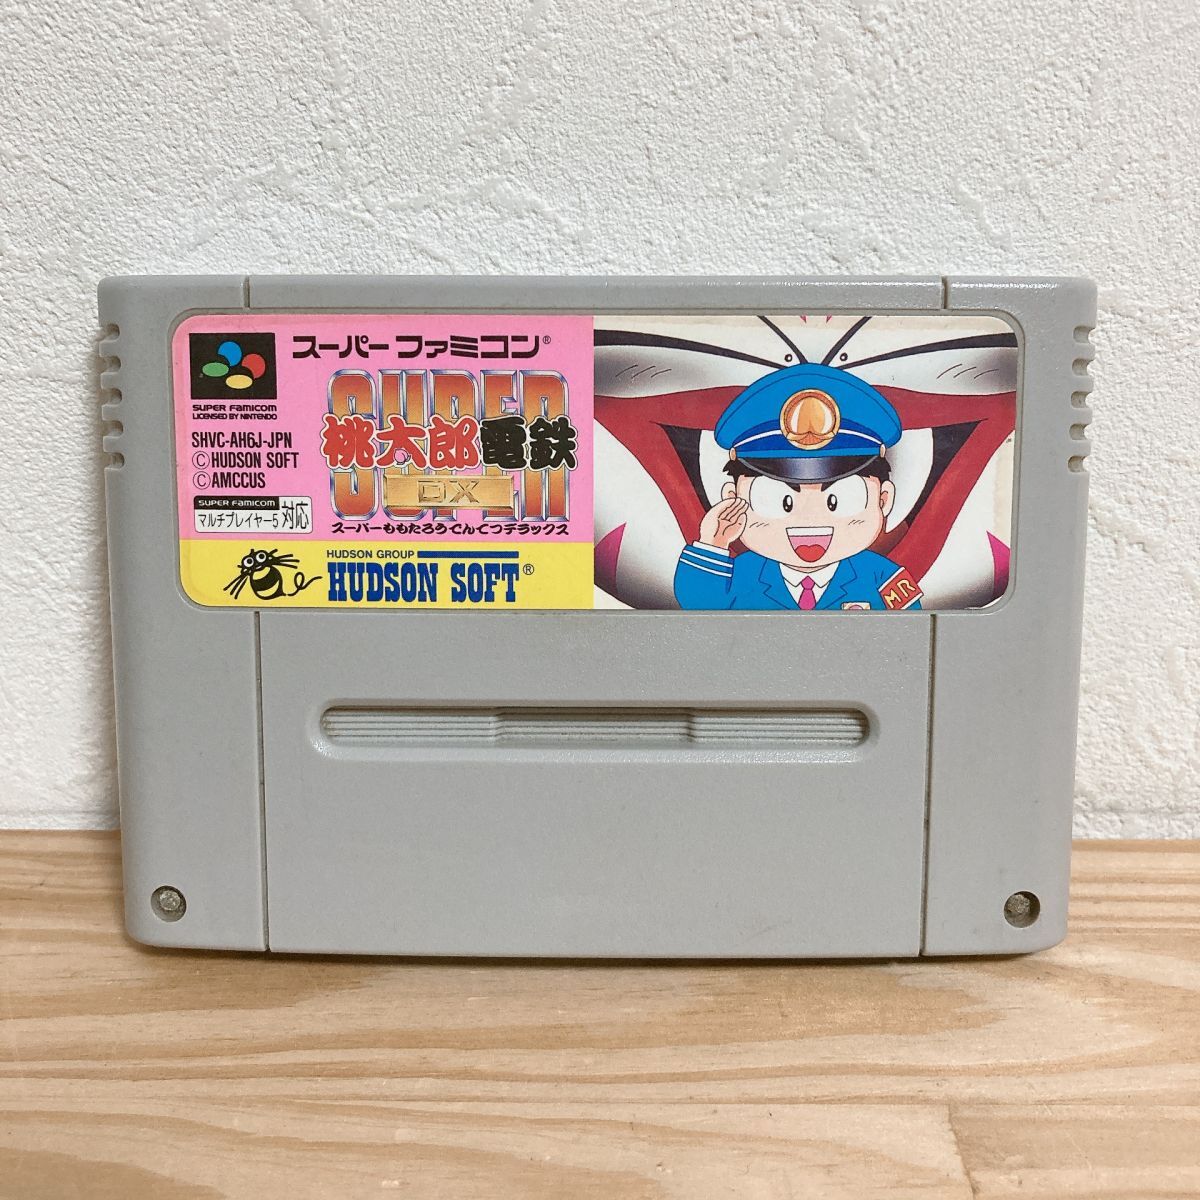 スーパーファミコン®
SUPER FAMICOM
LICENSED BY NINTENDO
SHVC-AH6J-JPN
©HUDSON SOFT
©AMCCUS
SUPER FAMICOM
マルチプレイヤー5対応
SUPER
桃太郎電鉄
DX
SUPER
スーパーももたろうでんてつデラックス
HUDSON GROUP
HUDSON SOFT®
MR